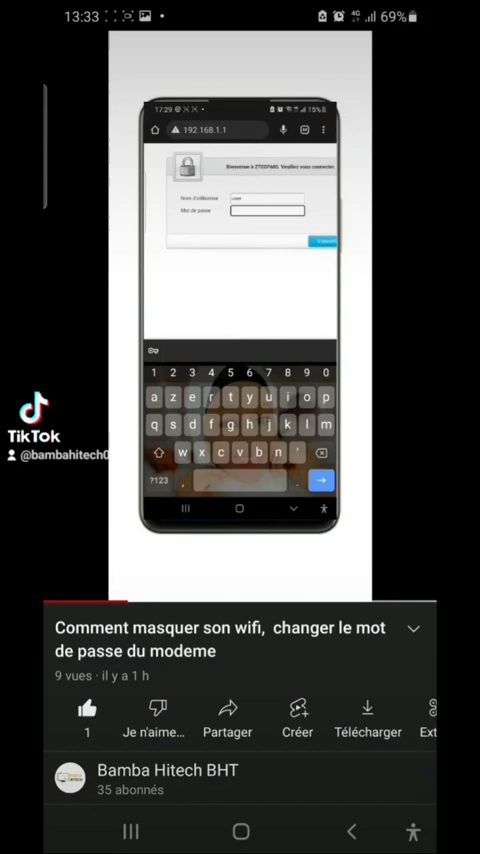 13:33
4G
69%
17:29
15%
192.168.1.1
Bienvenue à ZTE F680. Veuillez vous connecter.
Nom d'utilisateur
user
Mot de passe
1 2 3 4 5 6 7 8 9 0
a z e r t y u i o p
q s d f g h j k l m
w x c v b n '
?123 , .
TikTok
@bambahitech0
Comment masquer son wifi, changer le mot
de passe du modeme
9 vues · il y a 1 h
1
Je n'aime...
Partager
Créer
Télécharger
Ext
Bamba Hitech BHT
35 abonnés